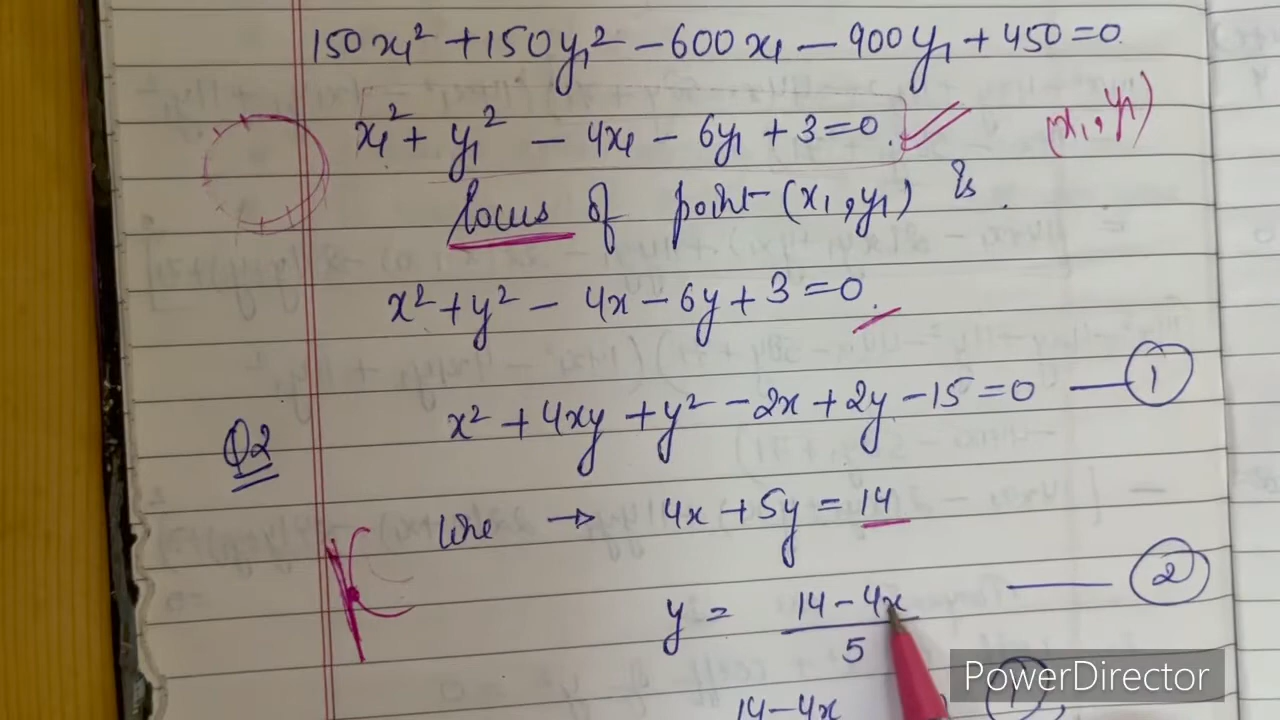 150x₁² + 150y₁² - 600x₁ - 900y₁ + 450 = 0
x₁² + y₁² - 4x₁ - 6y₁ + 3 = 0.
(x₁, y₁)
locus of point (x₁, y₁) is.
x² + y² - 4x - 6y + 3 = 0.
Q2
x² + 4xy + y² - 2x + 2y - 15 = 0 — ①
line → 4x + 5y = 14
y = (14 - 4x)/5 — ②
14 - 4x
①,
PowerDirector